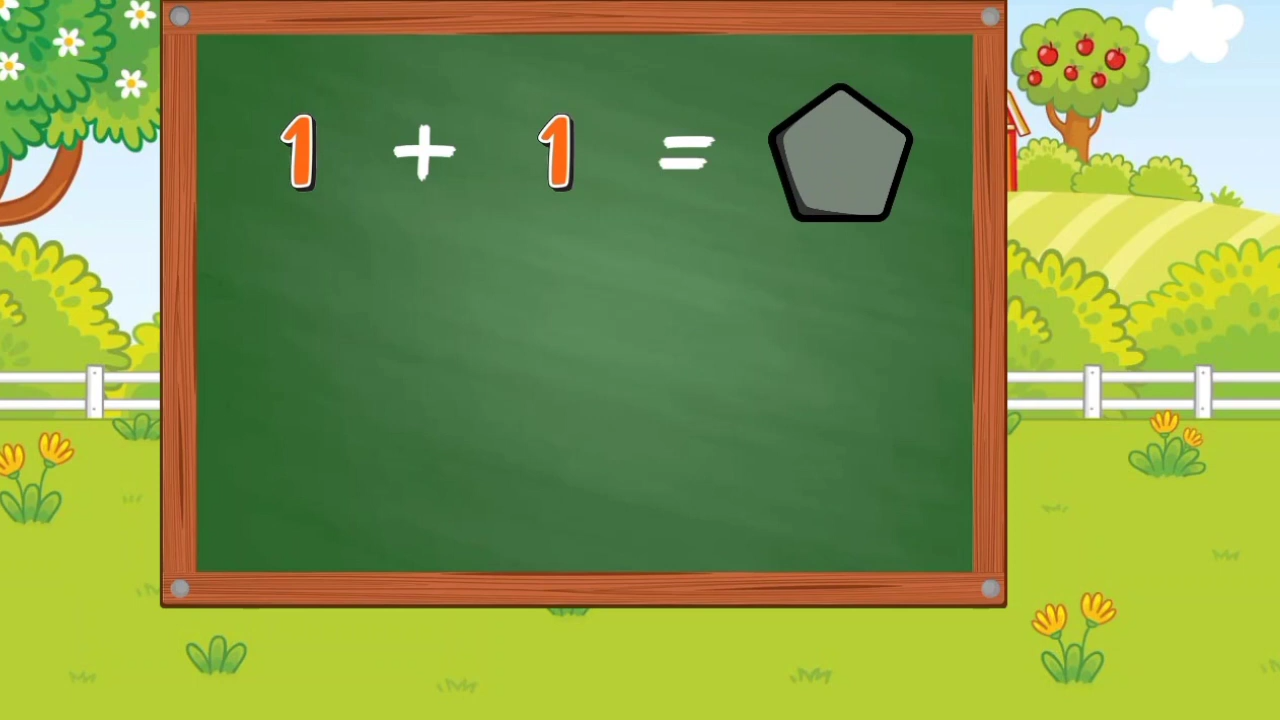 1 + 1 =